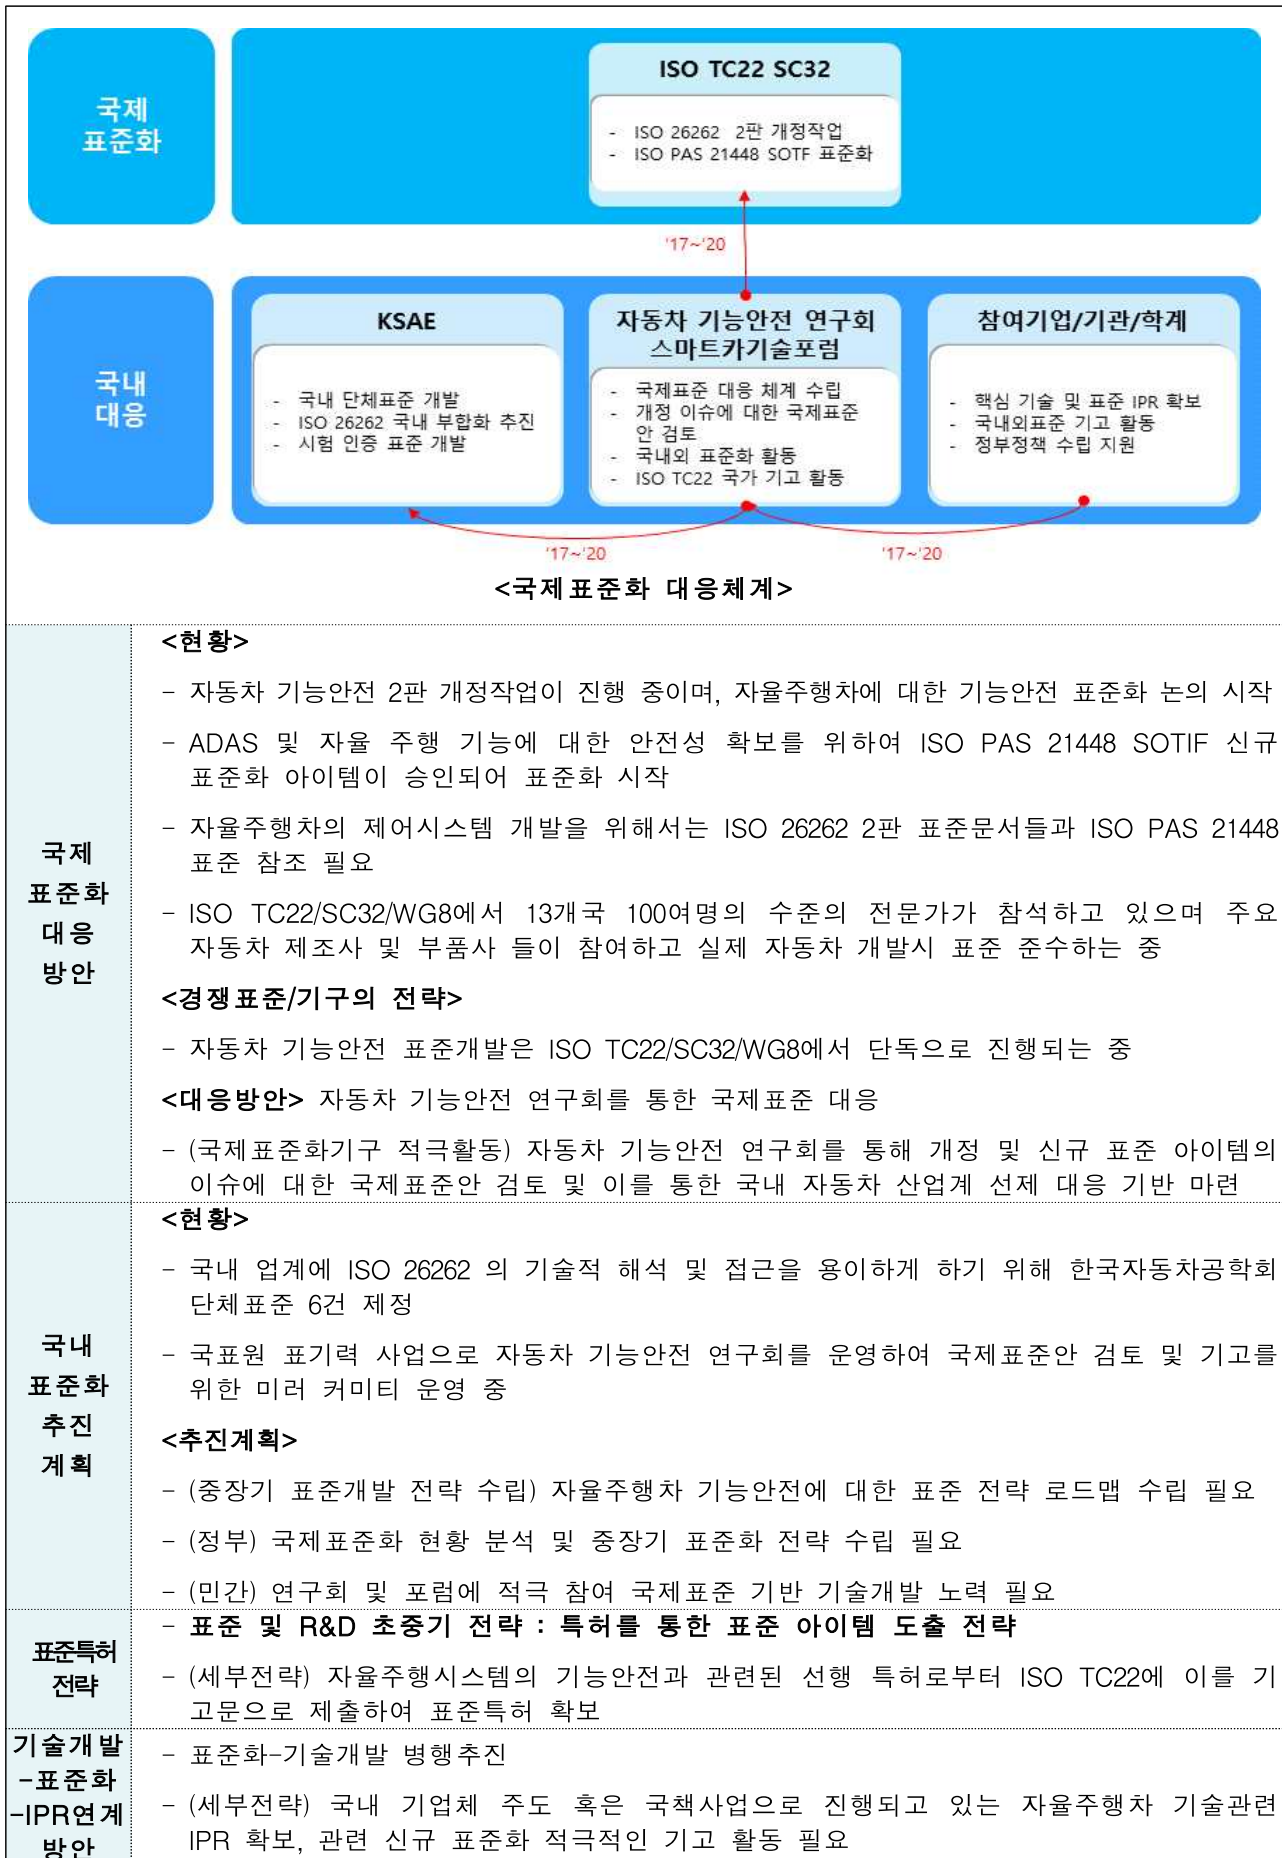 국제
표준화
ISO TC22 SC32
- ISO 26262 2판 개정작업
- ISO PAS 21448 SOTF 표준화
'17~'20
국내
대응
KSAE
- 국내 단체표준 개발
- ISO 26262 국내 부합화 추진
- 시험 인증 표준 개발
자동차 기능안전 연구회
스마트카기술포럼
- 국제표준 대응 체계 수립
- 개정 이슈에 대한 국제표준
안 검토
- 국내외 표준화 활동
- ISO TC22 국가 기고 활동
참여기업/기관/학계
- 핵심 기술 및 표준 IPR 확보
- 국내외표준 기고 활동
- 정부정책 수립 지원
'17~'20
'17~'20
<국제표준화 대응체계>
국제
표준화
대응
방안
<현황>
- 자동차 기능안전 2판 개정작업이 진행 중이며, 자율주행차에 대한 기능안전 표준화 논의 시작
- ADAS 및 자율 주행 기능에 대한 안전성 확보를 위하여 ISO PAS 21448 SOTIF 신규
표준화 아이템이 승인되어 표준화 시작
- 자율주행차의 제어시스템 개발을 위해서는 ISO 26262 2판 표준문서들과 ISO PAS 21448
표준 참조 필요
- ISO TC22/SC32/WG8에서 13개국 100여명의 수준의 전문가가 참석하고 있으며 주요
자동차 제조사 및 부품사 들이 참여하고 실제 자동차 개발시 표준 준수하는 중
<경쟁표준/기구의 전략>
- 자동차 기능안전 표준개발은 ISO TC22/SC32/WG8에서 단독으로 진행되는 중
<대응방안> 자동차 기능안전 연구회를 통한 국제표준 대응
- (국제표준화기구 적극활동) 자동차 기능안전 연구회를 통해 개정 및 신규 표준 아이템의
이슈에 대한 국제표준안 검토 및 이를 통한 국내 자동차 산업계 선제 대응 기반 마련
국내
표준화
추진
계획
<현황>
- 국내 업계에 ISO 26262 의 기술적 해석 및 접근을 용이하게 하기 위해 한국자동차공학회
단체표준 6건 제정
- 국표원 표기력 사업으로 자동차 기능안전 연구회를 운영하여 국제표준안 검토 및 기고를
위한 미러 커미티 운영 중
<추진계획>
- (중장기 표준개발 전략 수립) 자율주행차 기능안전에 대한 표준 전략 로드맵 수립 필요
- (정부) 국제표준화 현황 분석 및 중장기 표준화 전략 수립 필요
- (민간) 연구회 및 포럼에 적극 참여 국제표준 기반 기술개발 노력 필요
표준특허
전략
- 표준 및 R&D 초중기 전략 : 특허를 통한 표준 아이템 도출 전략
- (세부전략) 자율주행시스템의 기능안전과 관련된 선행 특허로부터 ISO TC22에 이를 기
고문으로 제출하여 표준특허 확보
기술개발
-표준화
-IPR연계
방안
- 표준화-기술개발 병행추진
- (세부전략) 국내 기업체 주도 혹은 국책사업으로 진행되고 있는 자율주행차 기술관련
IPR 확보, 관련 신규 표준화 적극적인 기고 활동 필요